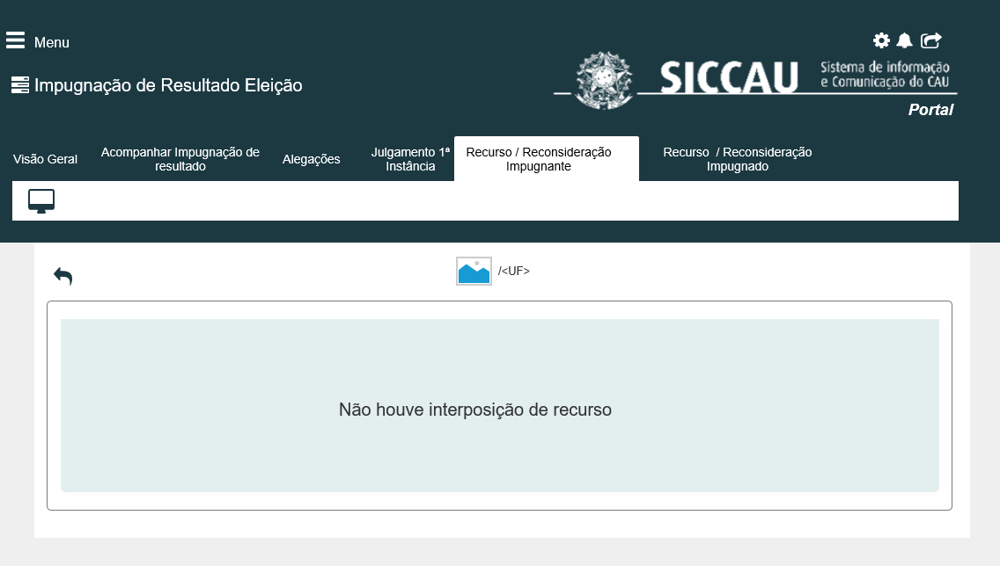 Menu
Impugnação de Resultado Eleição
SICCAU
Sistema de informação
e Comunicação do CAU
Portal
Visão Geral
Acompanhar Impugnação de
resultado
Alegações
Julgamento 1ª
Instância
Recurso / Reconsideração
Impugnante
Recurso / Reconsideração
Impugnado
/<UF>
Não houve interposição de recurso